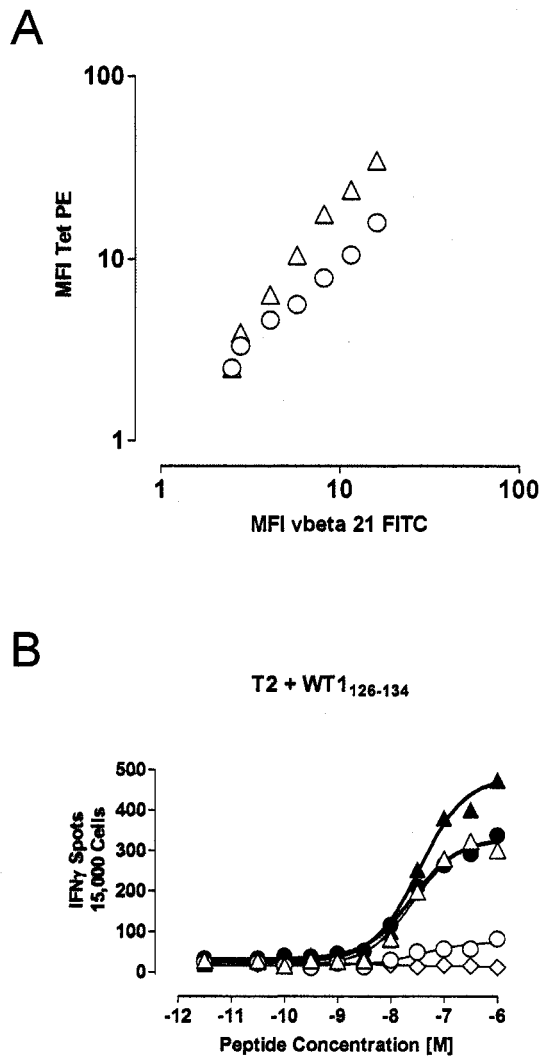 A
100
10
1
MFI Tet PE
1
10
100
MFI vbeta 21 FITC
B
T2 + WT1126-134
500
400
300
200
100
0
IFNγ Spots
15,000 Cells
-12
-11
-10
-9
-8
-7
-6
Peptide Concentration [M]